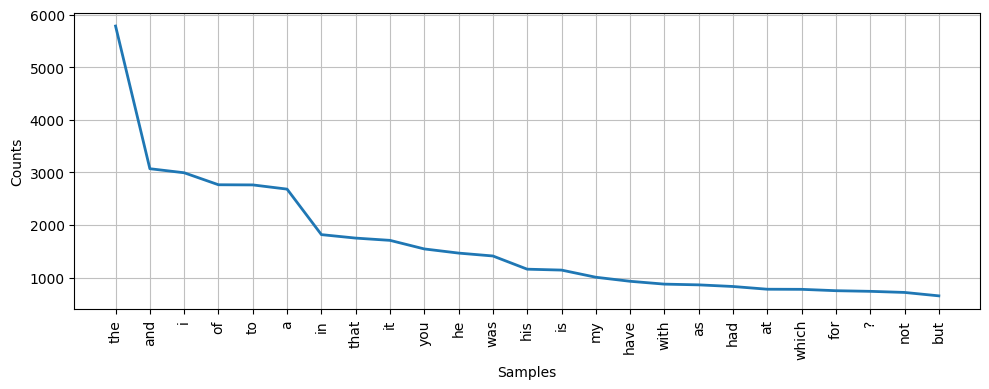 6000
5000
4000
3000
2000
1000
Counts
the and i of to a in that it you he was his is my have with as had at which for ? not but
Samples